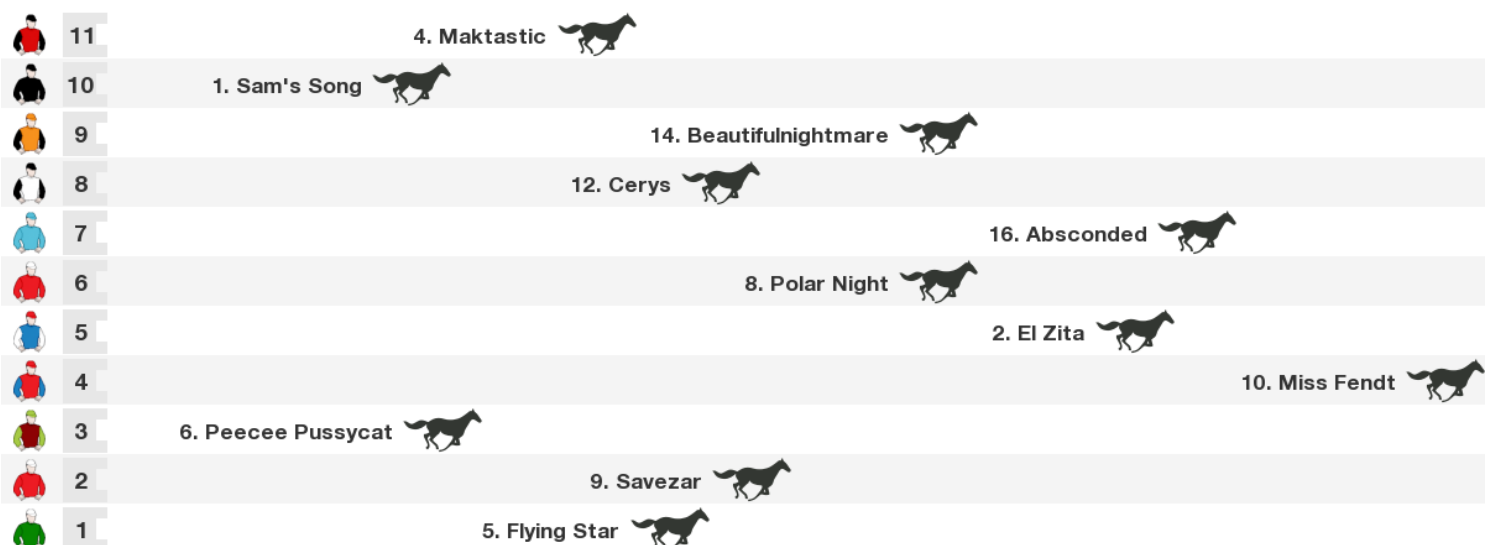 11 4. Maktastic
10 1. Sam's Song
9 14. Beautifulnightmare
8 12. Cerys
7 16. Absconded
6 8. Polar Night
5 2. El Zita
4 10. Miss Fendt
3 6. Peecee Pussycat
2 9. Savezar
1 5. Flying Star